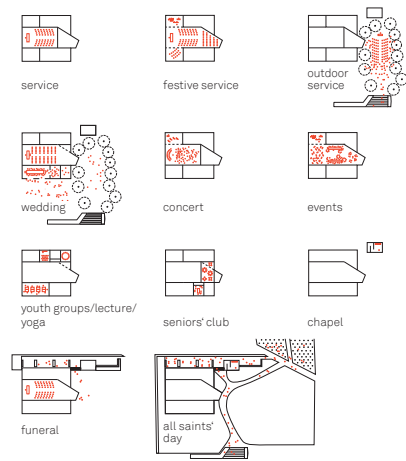 service
festive service
outdoor
service
wedding
concert
events
youth groups/lecture/
yoga
seniors‘ club
chapel
funeral
all saints‘
day